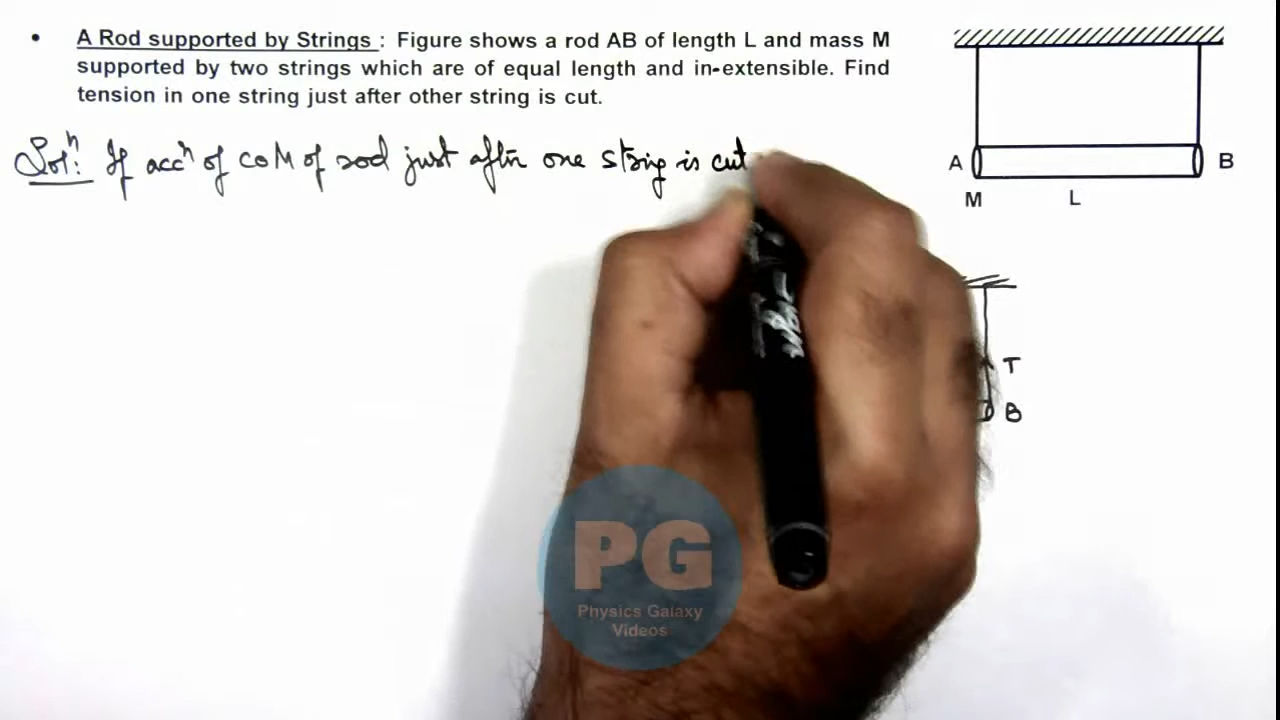 • A Rod supported by Strings : Figure shows a rod AB of length L and mass M
supported by two strings which are of equal length and in-extensible. Find
tension in one string just after other string is cut.
Solⁿ: If accⁿ of COM of rod just after one string is cut
A B
M L
T
B
PG
Physics Galaxy
Videos